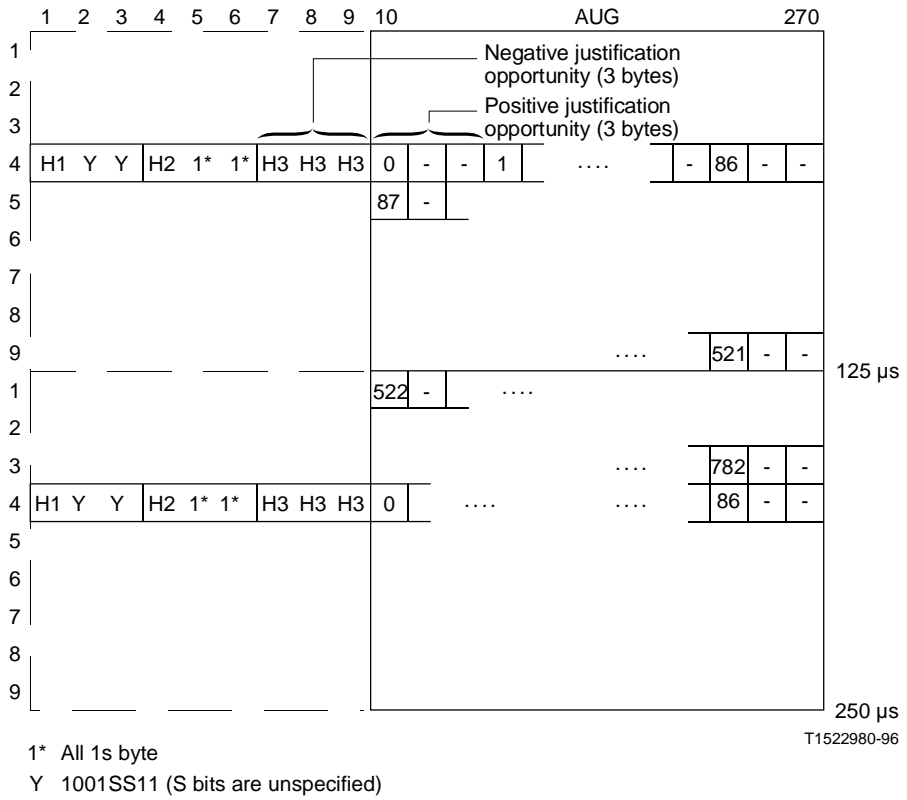 1 2 3 4 5 6 7 8 9 10 AUG 270
1
Negative justification
opportunity (3 bytes)
2
Positive justification
opportunity (3 bytes)
3
4 H1 Y Y H2 1* 1* H3 H3 H3 0 - - 1 .... - 86 - -
5 87 -
6
7
8
9 .... 521 - -
125 µs
1 522 - ....
2
3 .... 782 - -
4 H1 Y Y H2 1* 1* H3 H3 H3 0 .... .... 86 - -
5
6
7
8
9
250 µs
T1522980-96
1* All 1s byte
Y 1001SS11 (S bits are unspecified)